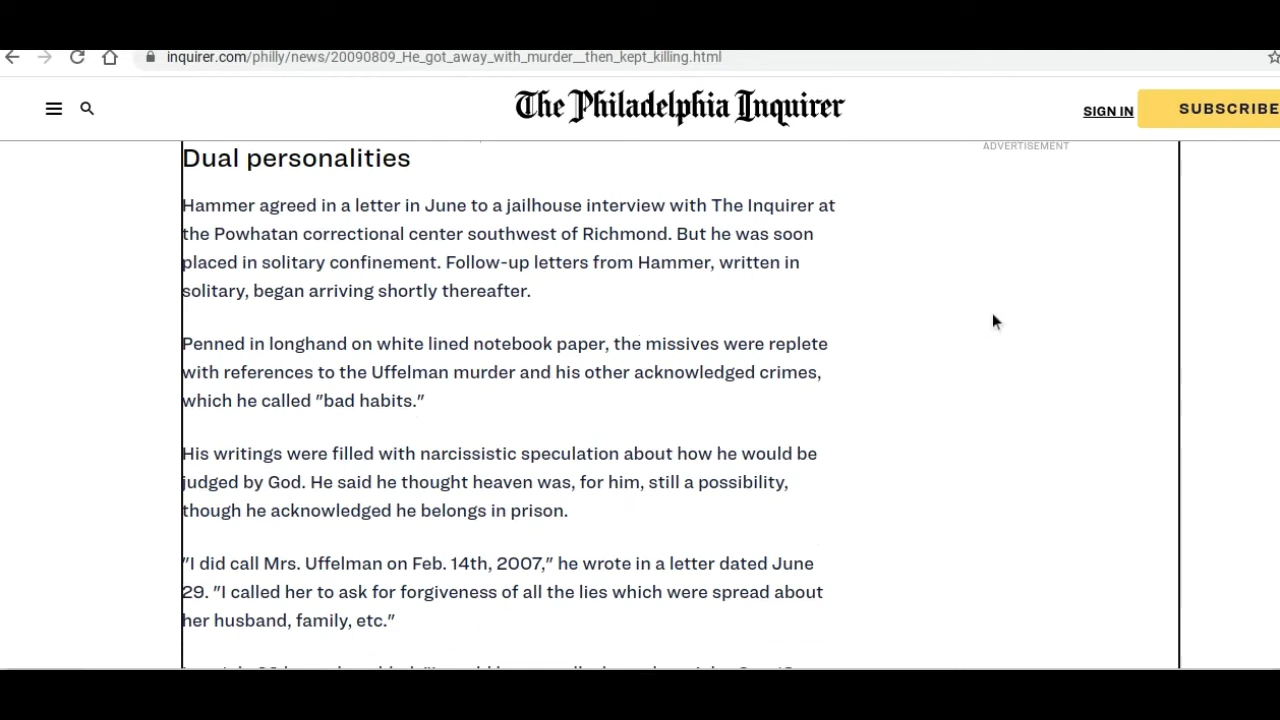 inquirer.com/philly/news/20090809_He_got_away_with_murder__then_kept_killing.html
The Philadelphia Inquirer
SIGN IN
SUBSCRIBE
ADVERTISEMENT
Dual personalities
Hammer agreed in a letter in June to a jailhouse interview with The Inquirer at
the Powhatan correctional center southwest of Richmond. But he was soon
placed in solitary confinement. Follow-up letters from Hammer, written in
solitary, began arriving shortly thereafter.
Penned in longhand on white lined notebook paper, the missives were replete
with references to the Uffelman murder and his other acknowledged crimes,
which he called "bad habits."
His writings were filled with narcissistic speculation about how he would be
judged by God. He said he thought heaven was, for him, still a possibility,
though he acknowledged he belongs in prison.
"I did call Mrs. Uffelman on Feb. 14th, 2007," he wrote in a letter dated June
29. "I called her to ask for forgiveness of all the lies which were spread about
her husband, family, etc."